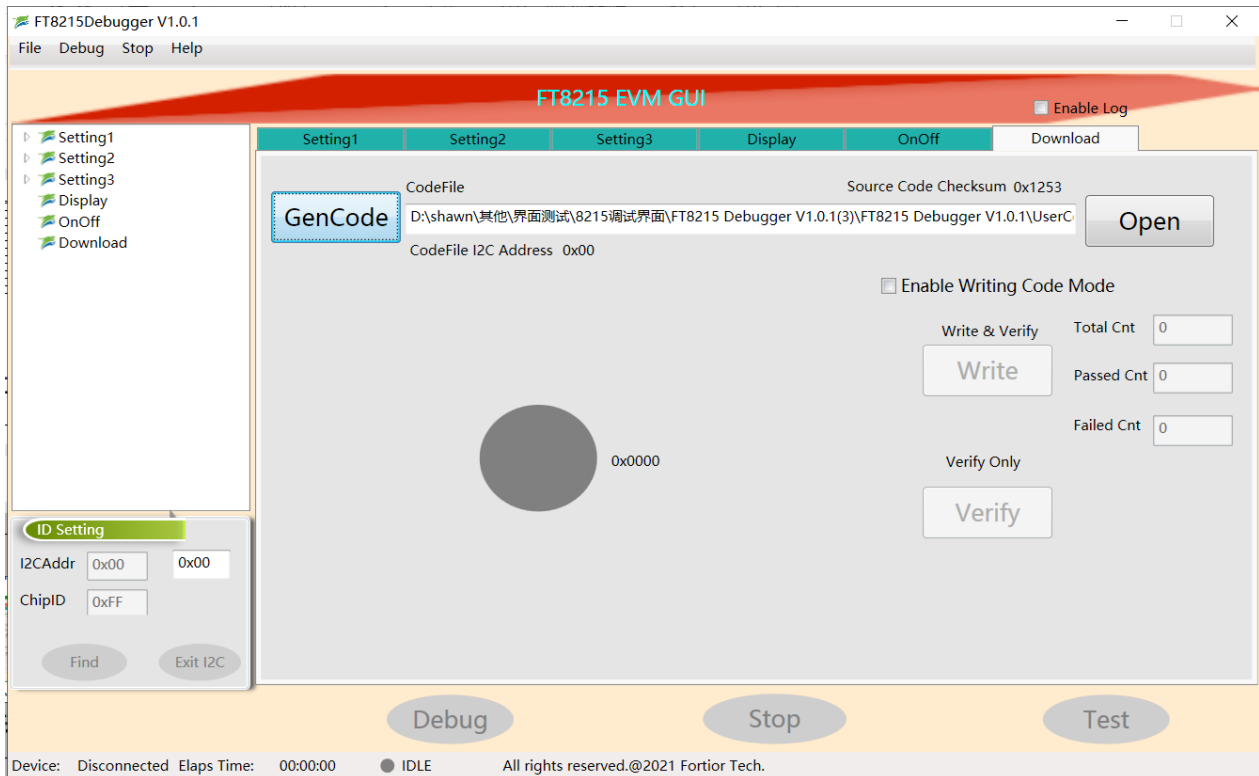 FT8215Debugger V1.0.1
File Debug Stop Help
FT8215 EVM GUI
Enable Log
Setting1
Setting2
Setting3
Display
OnOff
Download
Setting1 Setting2 Setting3 Display OnOff Download
CodeFile
Source Code Checksum 0x1253
GenCode
D:\shawn\其他\界面测试\8215调试界面\FT8215 Debugger V1.0.1(3)\FT8215 Debugger V1.0.1\UserC
Open
CodeFile I2C Address 0x00
Enable Writing Code Mode
Write & Verify
Total Cnt 0
Write
Passed Cnt 0
Failed Cnt 0
0x0000
Verify Only
Verify
ID Setting
I2CAddr 0x00 0x00
ChipID 0xFF
Find Exit I2C
Debug Stop Test
Device: Disconnected Elaps Time: 00:00:00 IDLE All rights reserved.@2021 Fortior Tech.